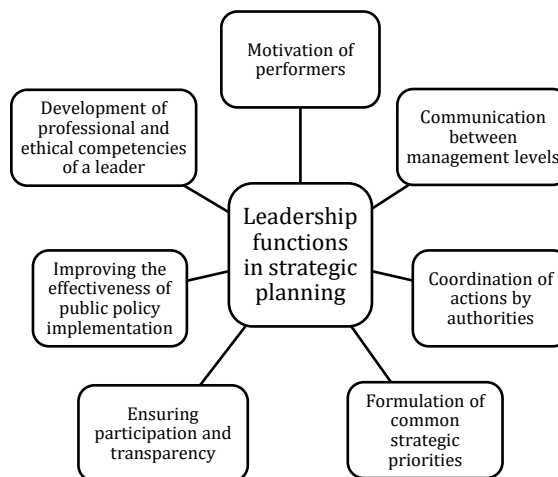 Motivation of
performers
Development of
professional and
ethical competencies
of a leader
Communication
between
management levels
Leadership
functions
in strategic
planning
Improving the
effectiveness of
public policy
implementation
Coordination of
actions by
authorities
Ensuring
participation and
transparency
Formulation of
common
strategic
priorities